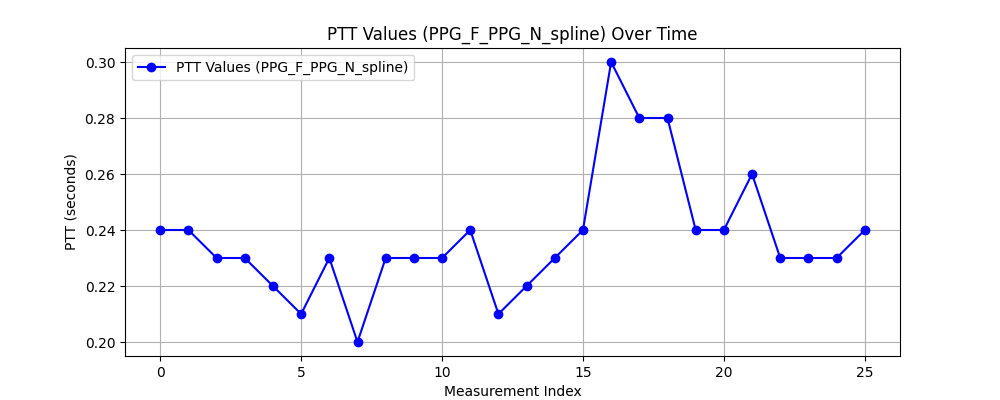 PTT Values (PPG_F_PPG_N_spline) Over Time
PTT Values (PPG_F_PPG_N_spline)
0.30
0.28
0.26
0.24
0.22
0.20
PTT (seconds)
0 5 10 15 20 25
Measurement Index